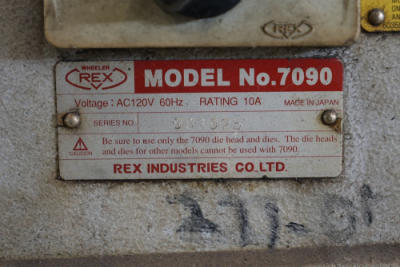 REX
WHEELER
REX
MODEL No.7090
Voltage: AC120V 60Hz RATING 10A MADE IN JAPAN
SERIES NO.
CAUTION
Be sure to use only the 7090 die head and dies. The die heads
and dies for other models cannot be used with 7090.
REX INDUSTRIES CO.,LTD.